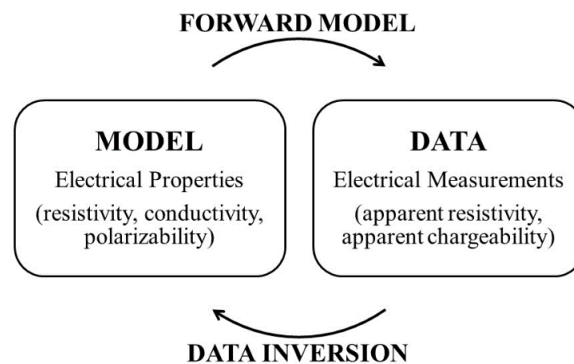 FORWARD MODEL
MODEL
Electrical Properties
(resistivity, conductivity,
polarizability)
DATA
Electrical Measurements
(apparent resistivity,
apparent chargeability)
DATA INVERSION